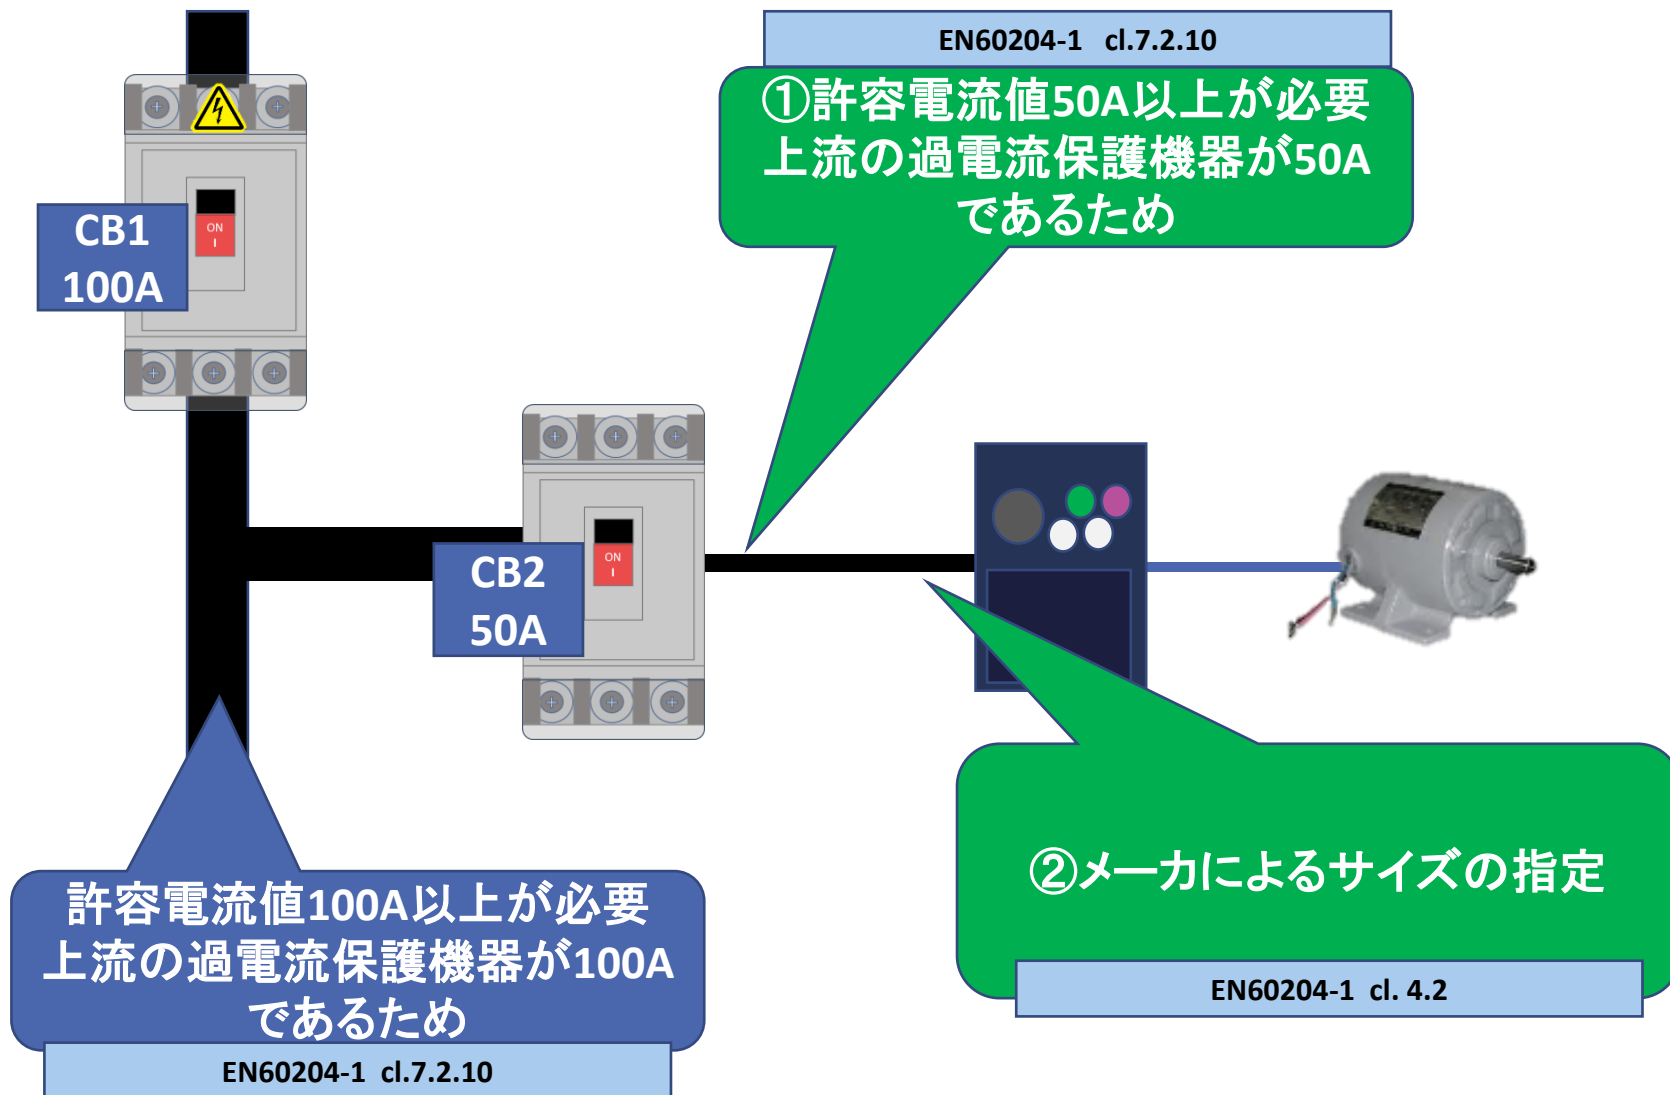 EN60204-1 cl.7.2.10
①許容電流値50A以上が必要
上流の過電流保護機器が50A
であるため
CB1
100A
ON
I
CB2
50A
ON
I
②メーカによるサイズの指定
EN60204-1 cl. 4.2
許容電流値100A以上が必要
上流の過電流保護機器が100A
であるため
EN60204-1 cl.7.2.10